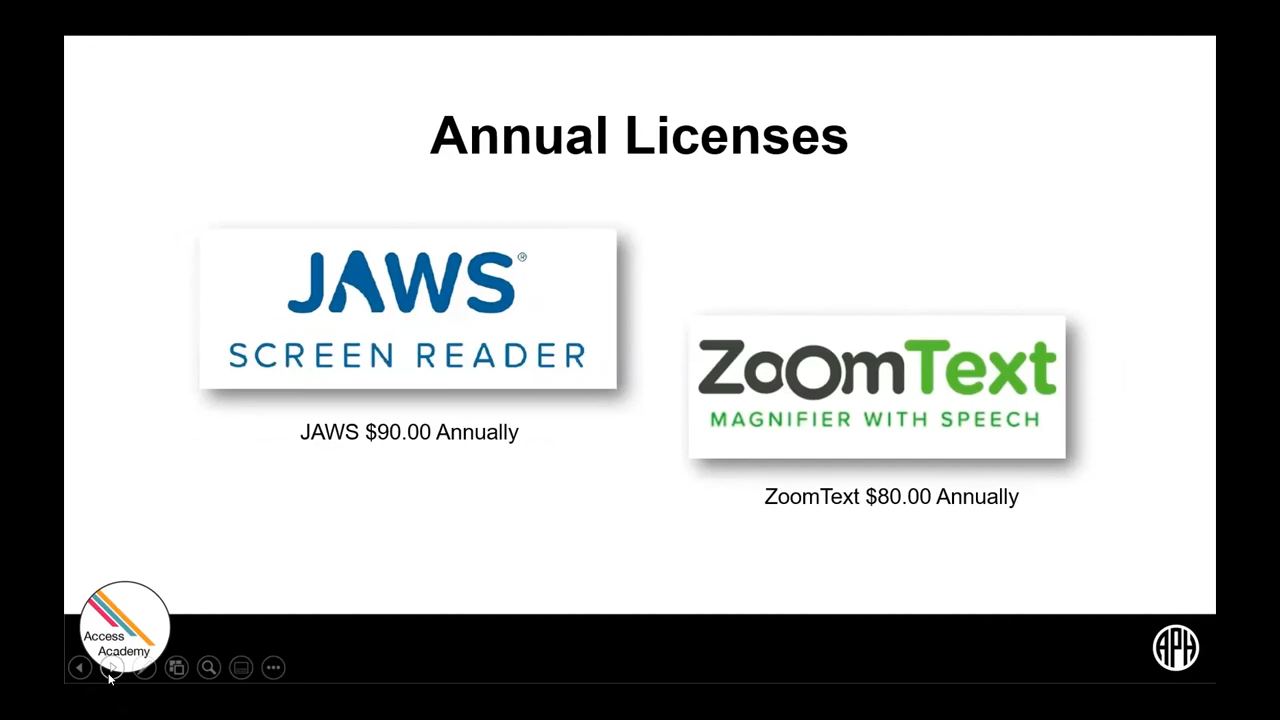 Annual Licenses
JAWS®
SCREEN READER
JAWS $90.00 Annually
ZoomText
MAGNIFIER WITH SPEECH
ZoomText $80.00 Annually
Access
Academy
APH